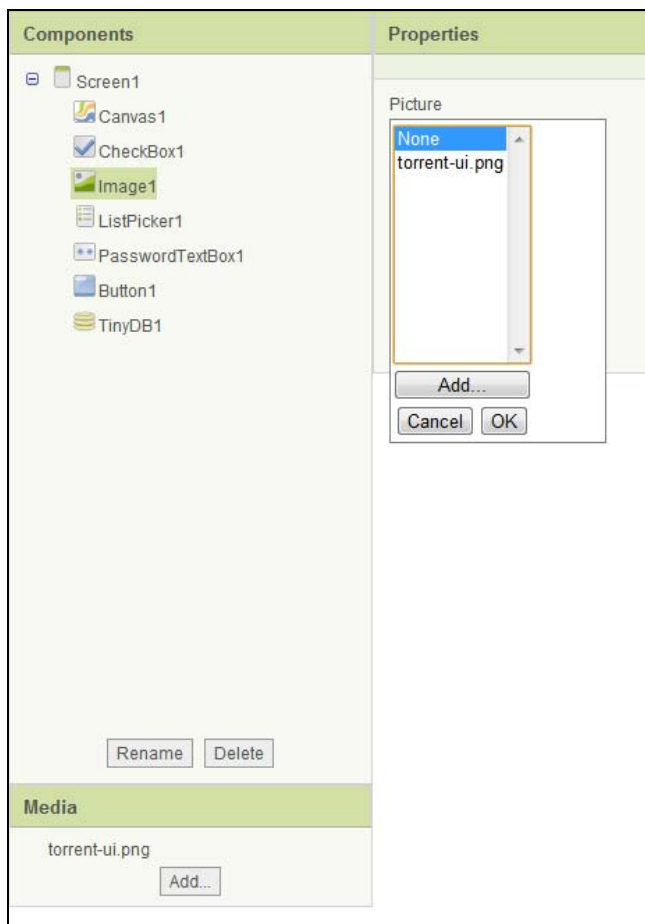 Components
Screen1
Canvas1
CheckBox1
Image1
ListPicker1
PasswordTextBox1
Button1
TinyDB1
Rename
Delete
Media
torrent-ui.png
Add...
Properties
Picture
None
torrent-ui.png
Add...
Cancel
OK